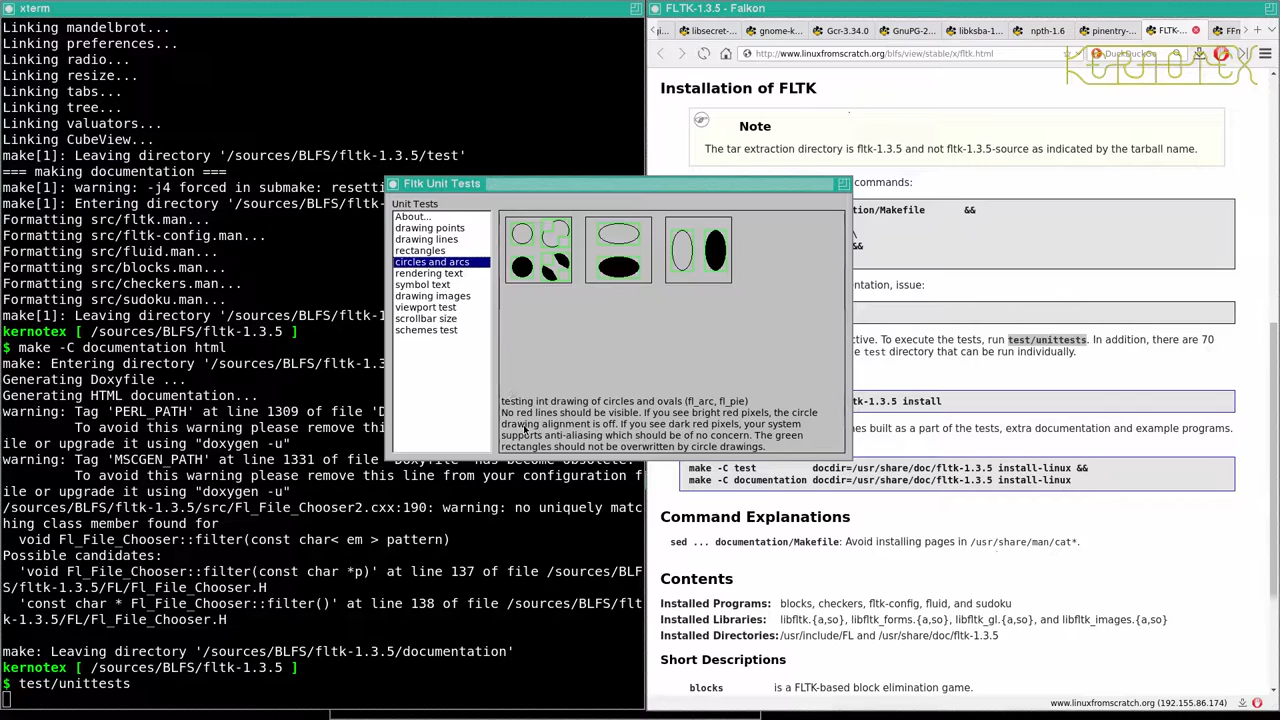 xterm
Linking mandelbrot...
Linking preferences...
Linking radio...
Linking resize...
Linking tabs...
Linking tree...
Linking valuators...
Linking CubeView...
make[1]: Leaving directory '/sources/BLFS/fltk-1.3.5/test'
=== making documentation ===
make[1]: warning: -j4 forced in submake: resetti
make[1]: Entering directory '/sources/BLFS/fltk-
Formatting src/fltk.man...
Formatting src/fltk-config.man...
Formatting src/fluid.man...
Formatting src/blocks.man...
Formatting src/checkers.man...
Formatting src/sudoku.man...
make[1]: Leaving directory '/sources/BLFS/fltk-1
kernotex [ /sources/BLFS/fltk-1.3.5 ]
$ make -C documentation html
make: Entering directory '/sources/BLFS/fltk-1.3
Generating Doxyfile ...
Generating HTML documentation...
warning: Tag 'PERL_PATH' at line 1309 of file 'D
To avoid this warning please remove this
ile or upgrade it using "doxygen -u"
warning: Tag 'MSCGEN_PATH' at line 1331 of file 'Doxyfile' has become obsolete.
To avoid this warning please remove this line from your configuration f
ile or upgrade it using "doxygen -u"
/sources/BLFS/fltk-1.3.5/src/Fl_File_Chooser2.cxx:190: warning: no uniquely matc
hing class member found for
void Fl_File_Chooser::filter(const char< em > pattern)
Possible candidates:
'void Fl_File_Chooser::filter(const char *p)' at line 137 of file /sources/BLF
S/fltk-1.3.5/FL/Fl_File_Chooser.H
'const char * Fl_File_Chooser::filter()' at line 138 of file /sources/BLFS/flt
k-1.3.5/FL/Fl_File_Chooser.H
make: Leaving directory '/sources/BLFS/fltk-1.3.5/documentation'
kernotex [ /sources/BLFS/fltk-1.3.5 ]
$ test/unittests
Fltk Unit Tests
Unit Tests
About...
drawing points
drawing lines
rectangles
circles and arcs
rendering text
symbol text
drawing images
viewport test
scrollbar size
schemes test
testing int drawing of circles and ovals (fl_arc, fl_pie)
No red lines should be visible. If you see bright red pixels, the circle
drawing alignment is off. If you see dark red pixels, your system
supports anti-aliasing which should be of no concern. The green
rectangles should not be overwritten by circle drawings.
FLTK-1.3.5 - Falkon
ji... libsecret-... gnome-k... Gcr-3.34.0 GnuPG-2... libksba-1... npth-1.6 pinentry-... FLTK-... FFn
http://www.linuxfromscratch.org/blfs/view/stable/x/fltk.html DuckDuckGo
KERNOTEX
Installation of FLTK
Note
The tar extraction directory is fltk-1.3.5 and not fltk-1.3.5-source as indicated by the tarball name.
commands:
ion/Makefile &&
\
&&
entation, issue:
ctive. To execute the tests, run test/unittests. In addition, there are 70
e test directory that can be run individually.
k-1.3.5 install
es built as a part of the tests, extra documentation and example programs.
make -C test docdir=/usr/share/doc/fltk-1.3.5 install-linux &&
make -C documentation docdir=/usr/share/doc/fltk-1.3.5 install-linux
Command Explanations
sed ... documentation/Makefile: Avoid installing pages in /usr/share/man/cat*.
Contents
Installed Programs: blocks, checkers, fltk-config, fluid, and sudoku
Installed Libraries: libfltk.{a,so}, libfltk_forms.{a,so}, libfltk_gl.{a,so}, and libfltk_images.{a,so}
Installed Directories: /usr/include/FL and /usr/share/doc/fltk-1.3.5
Short Descriptions
blocks is a FLTK-based block elimination game.
www.linuxfromscratch.org (192.155.86.174)